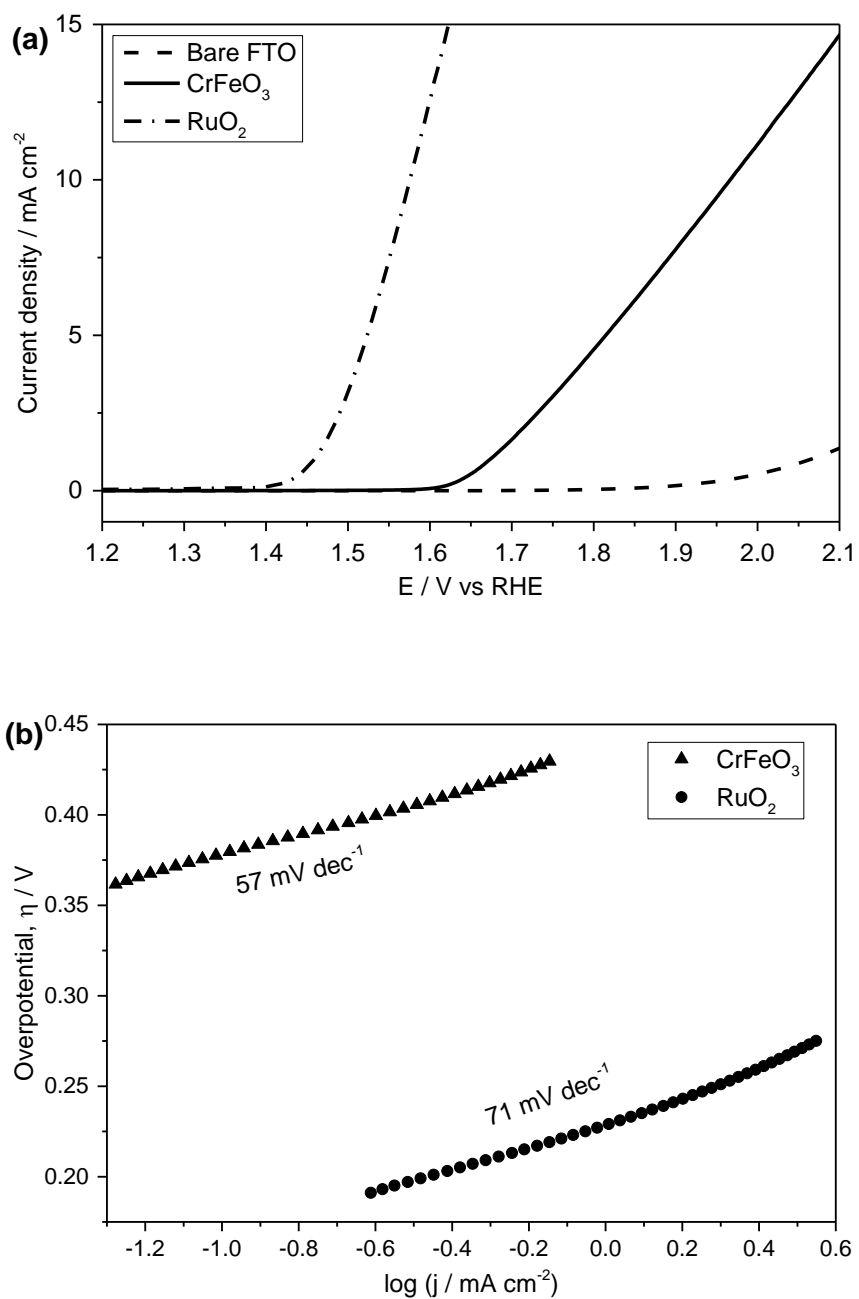 (a)
Bare FTO
CrFeO₃
RuO₂
15
10
5
0
Current density / mA cm⁻²
1.2 1.3 1.4 1.5 1.6 1.7 1.8 1.9 2.0 2.1
E / V vs RHE
(b)
CrFeO₃
RuO₂
57 mV dec⁻¹
71 mV dec⁻¹
0.45
0.40
0.35
0.30
0.25
0.20
Overpotential, η / V
-1.2 -1.0 -0.8 -0.6 -0.4 -0.2 0.0 0.2 0.4 0.6
log (j / mA cm⁻²)